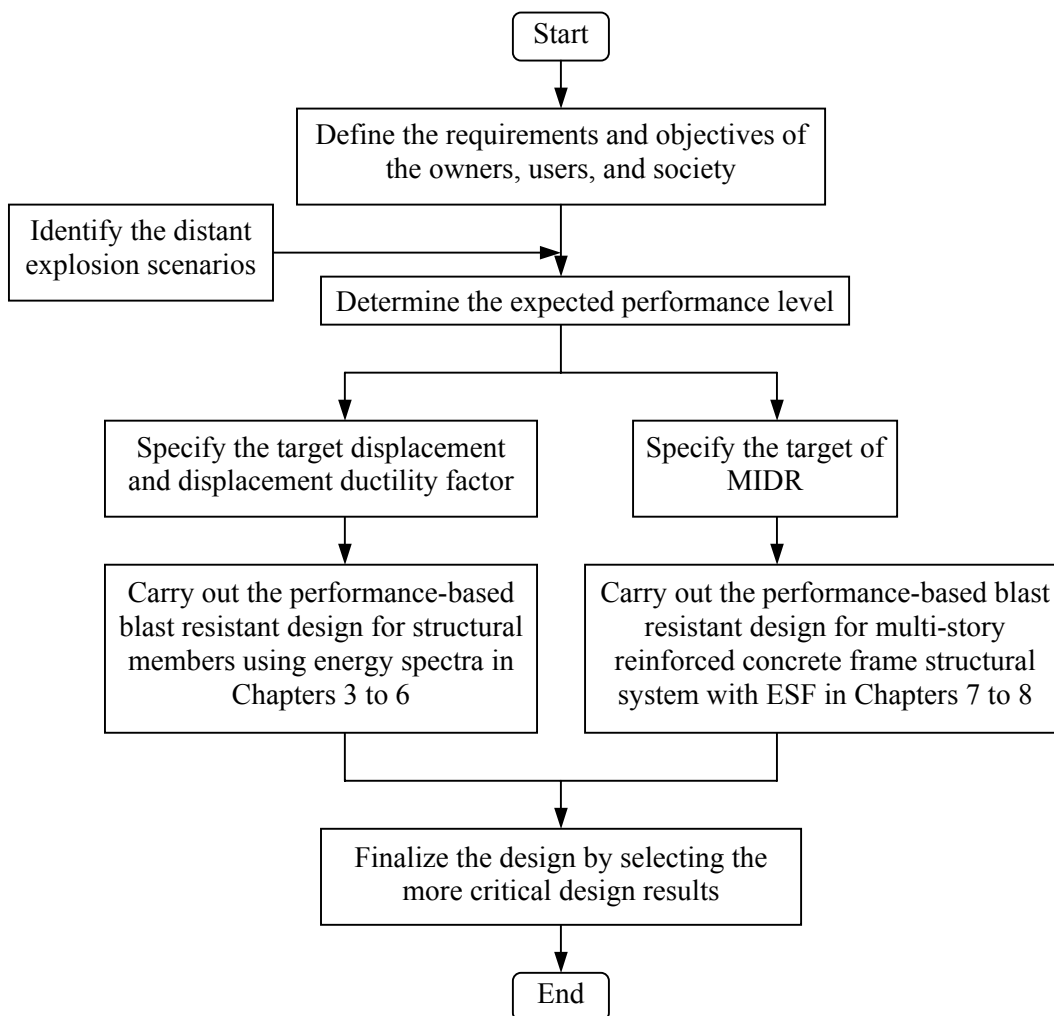 Start
Define the requirements and objectives of
the owners, users, and society
Identify the distant
explosion scenarios
Determine the expected performance level
Specify the target displacement
and displacement ductility factor
Specify the target of
MIDR
Carry out the performance-based
blast resistant design for structural
members using energy spectra in
Chapters 3 to 6
Carry out the performance-based blast
resistant design for multi-story
reinforced concrete frame structural
system with ESF in Chapters 7 to 8
Finalize the design by selecting the
more critical design results
End